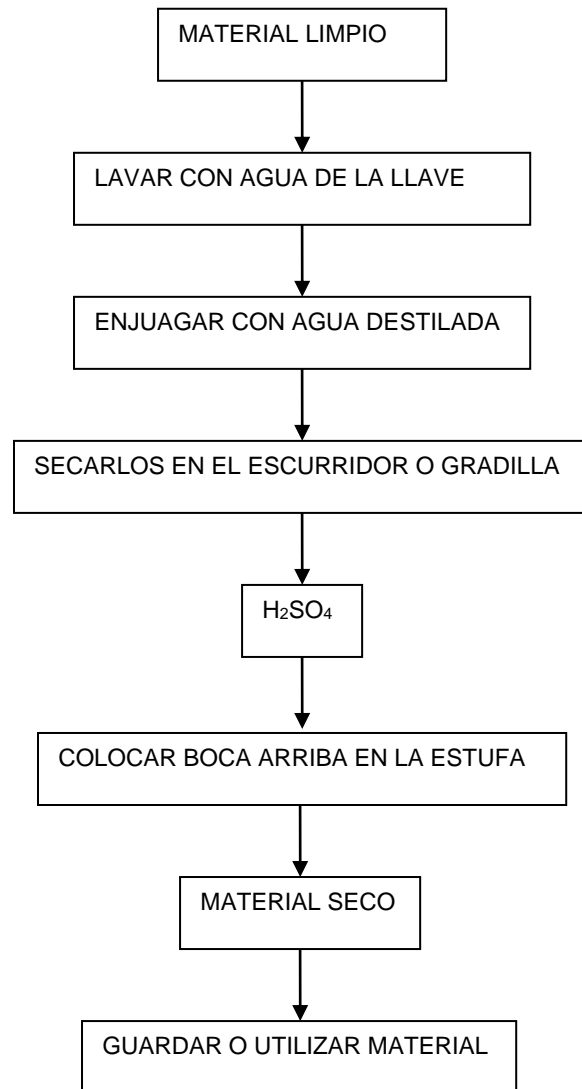 MATERIAL LIMPIO
LAVAR CON AGUA DE LA LLAVE
ENJUAGAR CON AGUA DESTILADA
SECARLOS EN EL ESCURRIDOR O GRADILLA
H₂SO₄
COLOCAR BOCA ARRIBA EN LA ESTUFA
MATERIAL SECO
GUARDAR O UTILIZAR MATERIAL